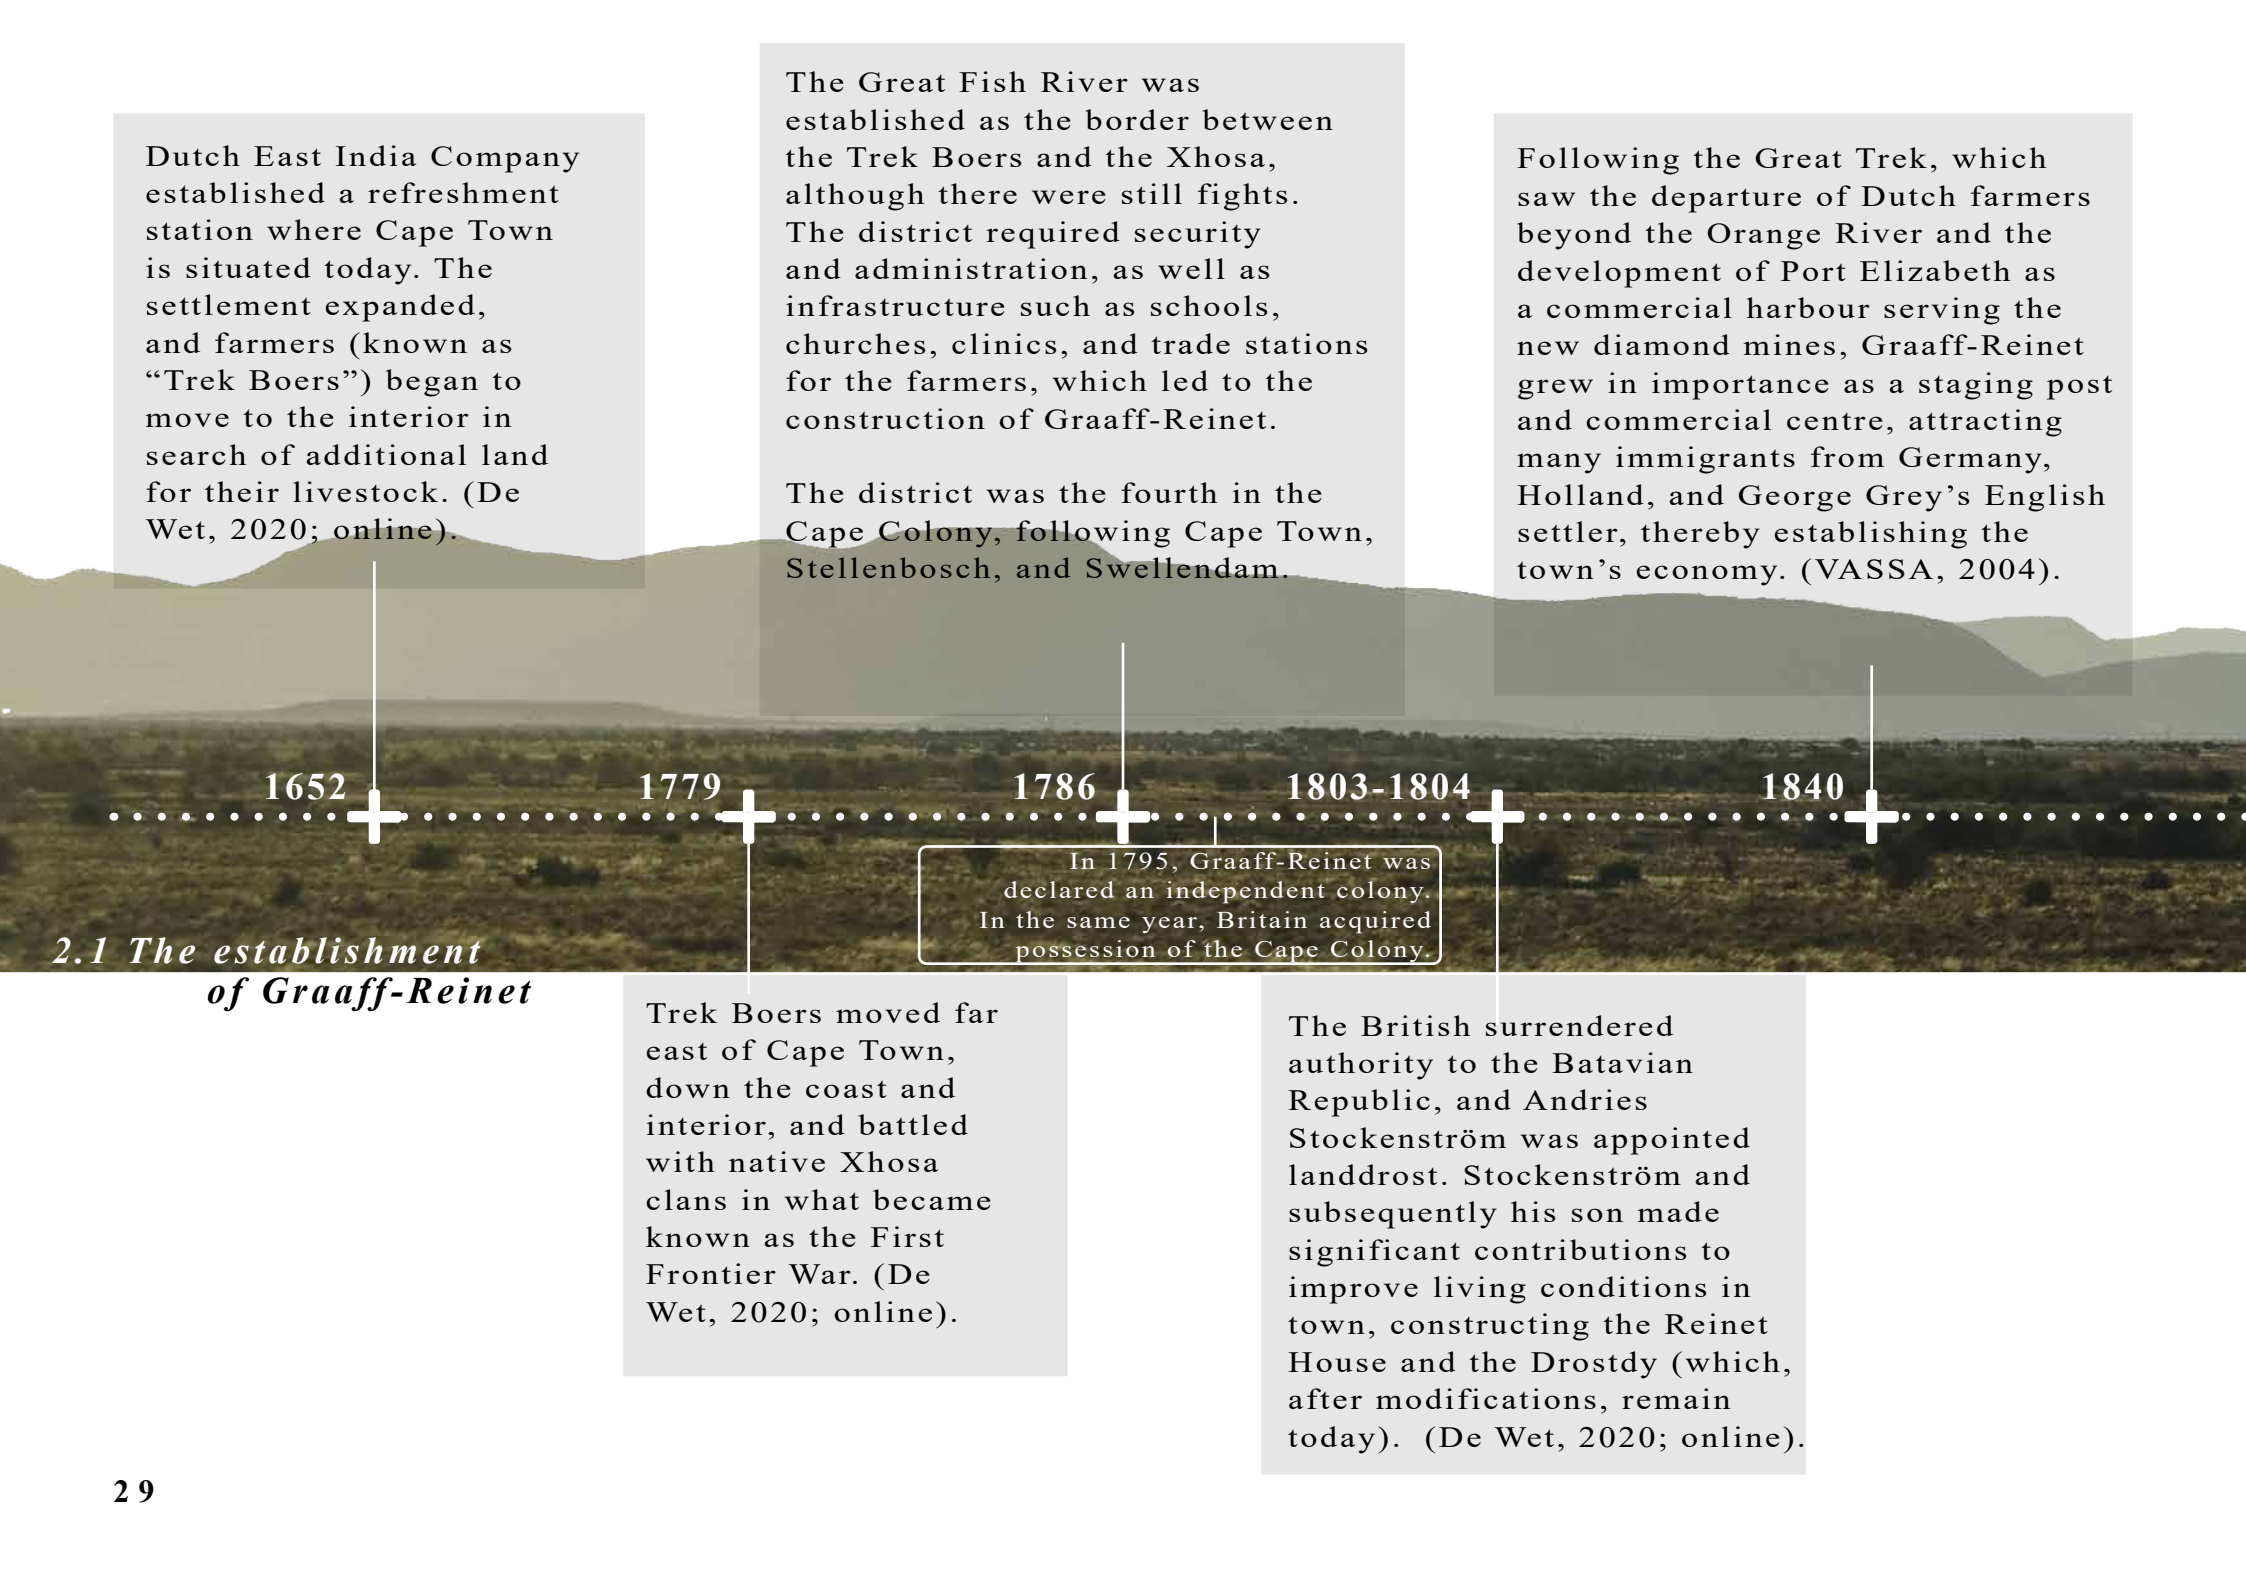 Dutch East India Company
established a refreshment
station where Cape Town
is situated today. The
settlement expanded,
and farmers (known as
“Trek Boers”) began to
move to the interior in
search of additional land
for their livestock. (De
Wet, 2020; online).
The Great Fish River was
established as the border between
the Trek Boers and the Xhosa,
although there were still fights.
The district required security
and administration, as well as
infrastructure such as schools,
churches, clinics, and trade stations
for the farmers, which led to the
construction of Graaff-Reinet.
The district was the fourth in the
Cape Colony, following Cape Town,
Stellenbosch, and Swellendam.
Following the Great Trek, which
saw the departure of Dutch farmers
beyond the Orange River and the
development of Port Elizabeth as
a commercial harbour serving the
new diamond mines, Graaff-Reinet
grew in importance as a staging post
and commercial centre, attracting
many immigrants from Germany,
Holland, and George Grey’s English
settler, thereby establishing the
town’s economy. (VASSA, 2004).
1652
1779
1786
1803-1804
1840
In 1795, Graaff-Reinet was
declared an independent colony.
In the same year, Britain acquired
possession of the Cape Colony.
2.1 The establishment
of Graaff-Reinet
Trek Boers moved far
east of Cape Town,
down the coast and
interior, and battled
with native Xhosa
clans in what became
known as the First
Frontier War. (De
Wet, 2020; online).
The British surrendered
authority to the Batavian
Republic, and Andries
Stockenström was appointed
landdrost. Stockenström and
subsequently his son made
significant contributions to
improve living conditions in
town, constructing the Reinet
House and the Drostdy (which,
after modifications, remain
today).  (De Wet, 2020; online).
29